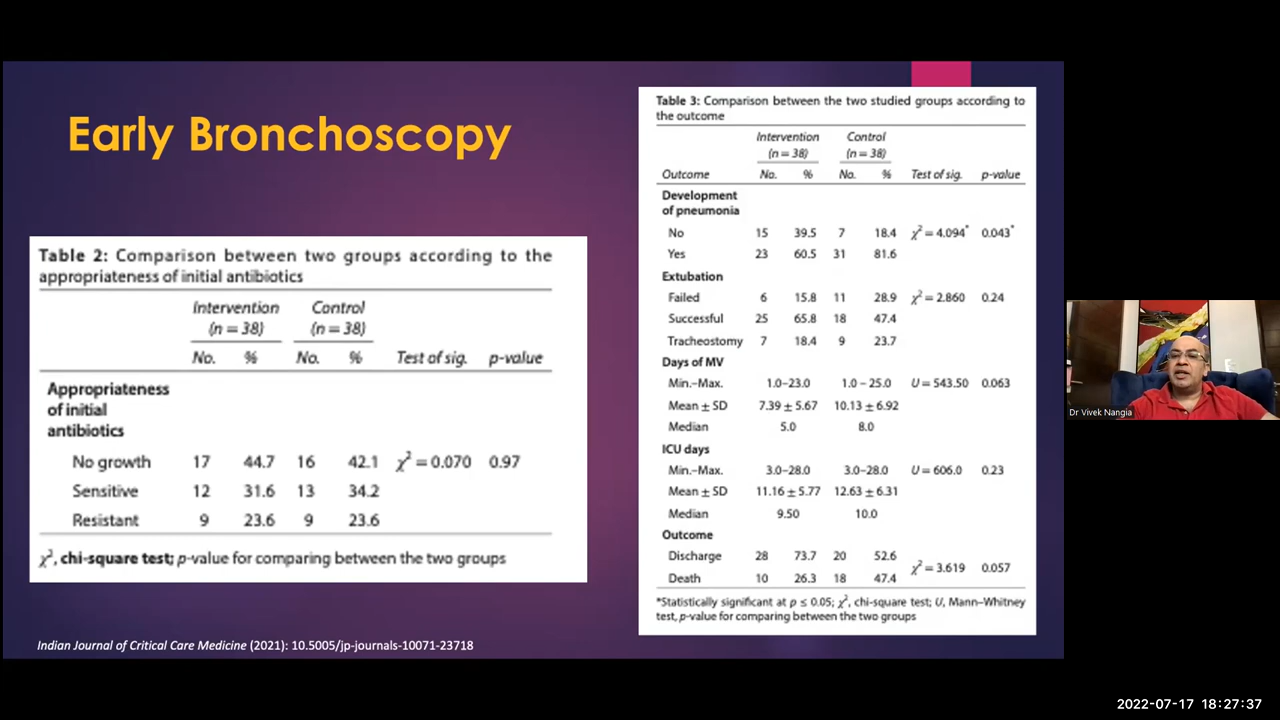 Early Bronchoscopy
Table 2: Comparison between two groups according to the
appropriateness of initial antibiotics
Intervention Control
(n = 38) (n = 38)
No. % No. % Test of sig. p-value
Appropriateness
of initial
antibiotics
No growth 17 44.7 16 42.1 χ² = 0.070 0.97
Sensitive 12 31.6 13 34.2
Resistant 9 23.6 9 23.6
χ², chi-square test; p-value for comparing between the two groups
Indian Journal of Critical Care Medicine (2021): 10.5005/jp-journals-10071-23718
Table 3: Comparison between the two studied groups according to
the outcome
Intervention Control
(n = 38) (n = 38)
Outcome No. % No. % Test of sig. p-value
Development
of pneumonia
No 15 39.5 7 18.4 χ² = 4.094* 0.043*
Yes 23 60.5 31 81.6
Extubation
Failed 6 15.8 11 28.9 χ² = 2.860 0.24
Successful 25 65.8 18 47.4
Tracheostomy 7 18.4 9 23.7
Days of MV
Min.–Max. 1.0–23.0 1.0 – 25.0 U = 543.50 0.063
Mean ± SD 7.39 ± 5.67 10.13 ± 6.92
Median 5.0 8.0
ICU days
Min.–Max. 3.0–28.0 3.0–28.0 U = 606.0 0.23
Mean ± SD 11.16 ± 5.77 12.63 ± 6.31
Median 9.50 10.0
Outcome
Discharge 28 73.7 20 52.6 χ² = 3.619 0.057
Death 10 26.3 18 47.4
*Statistically significant at p ≤ 0.05; χ², chi-square test; U, Mann–Whitney
test, p-value for comparing between the two groups
Dr Vivek Nangia
2022-07-17 18:27:37